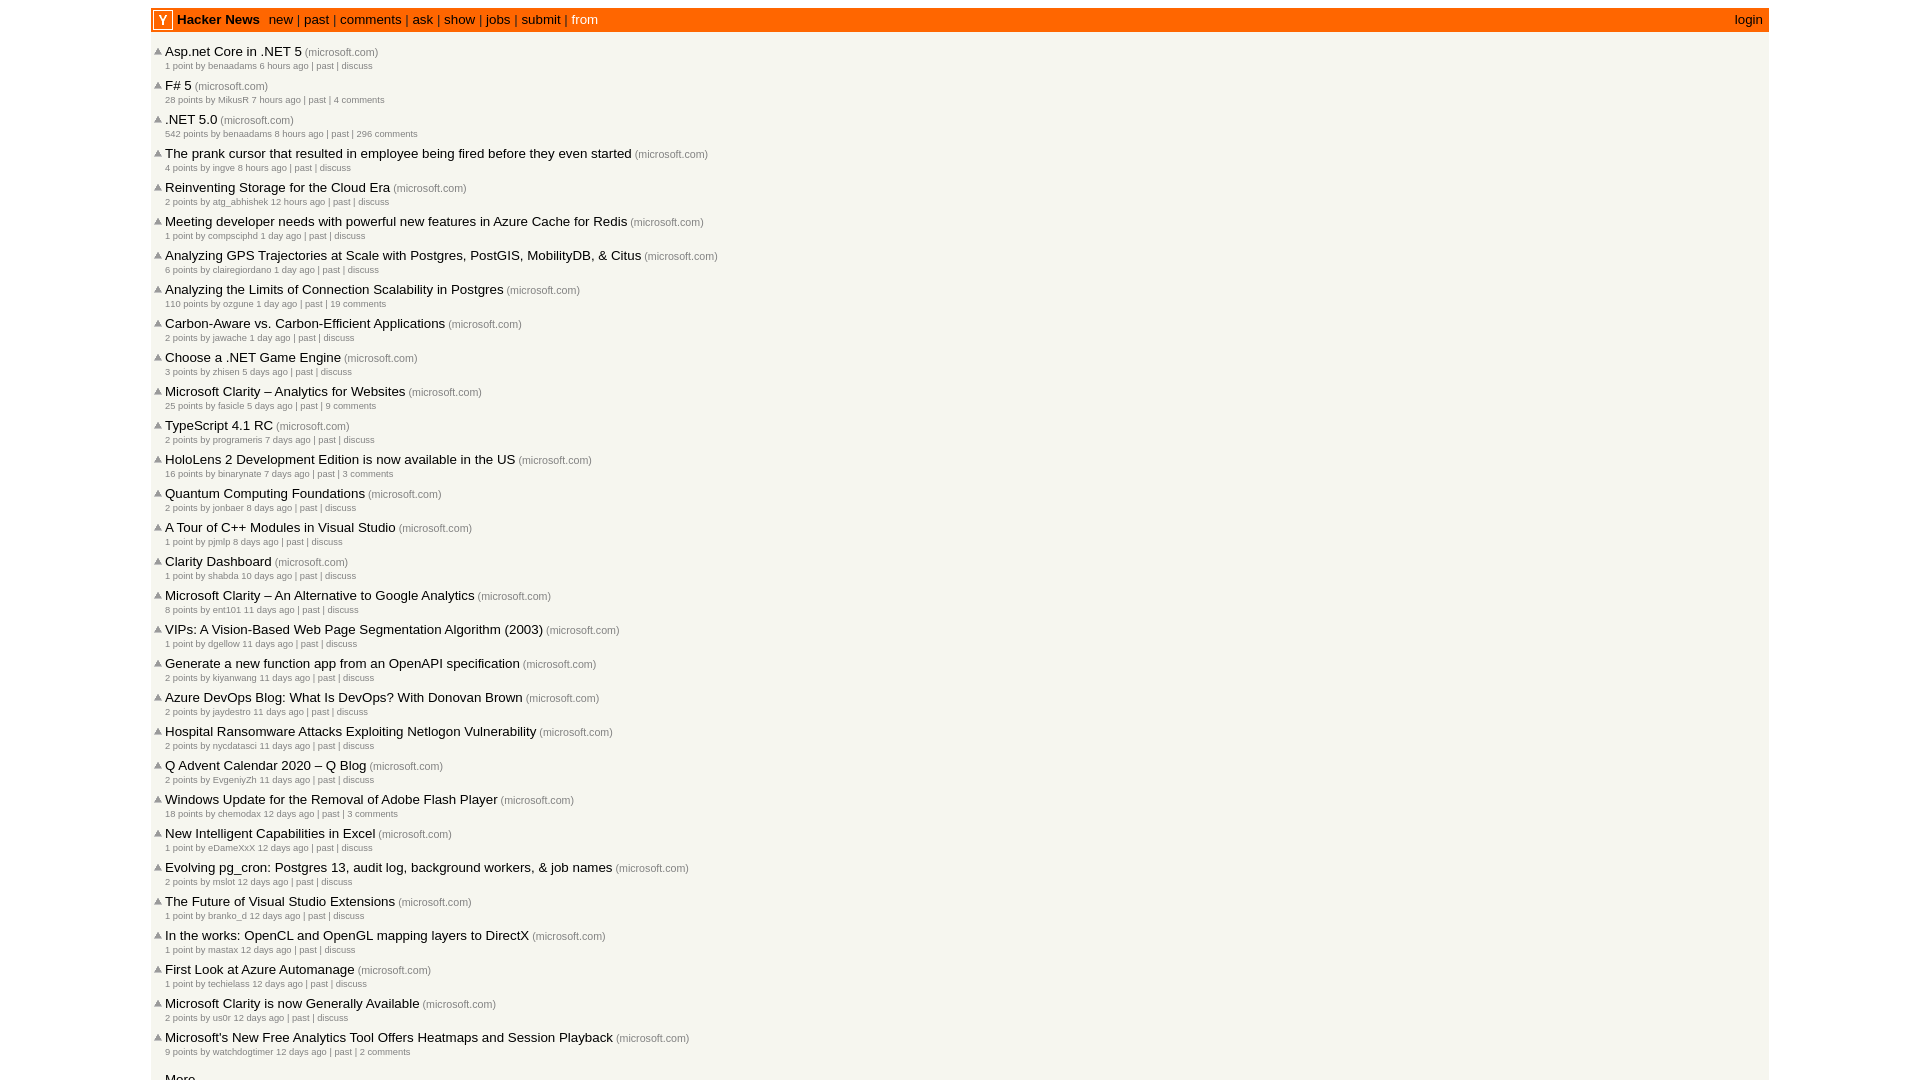 Y Hacker News new | past | comments | ask | show | jobs | submit | from login
Asp.net Core in .NET 5 (microsoft.com)
1 point by benaadams 6 hours ago | past | discuss
F# 5 (microsoft.com)
28 points by MikusR 7 hours ago | past | 4 comments
.NET 5.0 (microsoft.com)
542 points by benaadams 8 hours ago | past | 296 comments
The prank cursor that resulted in employee being fired before they even started (microsoft.com)
4 points by ingve 8 hours ago | past | discuss
Reinventing Storage for the Cloud Era (microsoft.com)
2 points by atg_abhishek 12 hours ago | past | discuss
Meeting developer needs with powerful new features in Azure Cache for Redis (microsoft.com)
1 point by compsciphd 1 day ago | past | discuss
Analyzing GPS Trajectories at Scale with Postgres, PostGIS, MobilityDB, & Citus (microsoft.com)
6 points by clairegiordano 1 day ago | past | discuss
Analyzing the Limits of Connection Scalability in Postgres (microsoft.com)
110 points by ozgune 1 day ago | past | 19 comments
Carbon-Aware vs. Carbon-Efficient Applications (microsoft.com)
2 points by jawache 1 day ago | past | discuss
Choose a .NET Game Engine (microsoft.com)
3 points by zhisen 5 days ago | past | discuss
Microsoft Clarity – Analytics for Websites (microsoft.com)
25 points by fasicle 5 days ago | past | 9 comments
TypeScript 4.1 RC (microsoft.com)
2 points by programeris 7 days ago | past | discuss
HoloLens 2 Development Edition is now available in the US (microsoft.com)
16 points by binarynate 7 days ago | past | 3 comments
Quantum Computing Foundations (microsoft.com)
2 points by jonbaer 8 days ago | past | discuss
A Tour of C++ Modules in Visual Studio (microsoft.com)
1 point by pjmlp 8 days ago | past | discuss
Clarity Dashboard (microsoft.com)
1 point by shabda 10 days ago | past | discuss
Microsoft Clarity – An Alternative to Google Analytics (microsoft.com)
8 points by ent101 11 days ago | past | discuss
VIPs: A Vision-Based Web Page Segmentation Algorithm (2003) (microsoft.com)
1 point by dgellow 11 days ago | past | discuss
Generate a new function app from an OpenAPI specification (microsoft.com)
2 points by kiyanwang 11 days ago | past | discuss
Azure DevOps Blog: What Is DevOps? With Donovan Brown (microsoft.com)
2 points by jaydestro 11 days ago | past | discuss
Hospital Ransomware Attacks Exploiting Netlogon Vulnerability (microsoft.com)
2 points by nycdatasci 11 days ago | past | discuss
Q Advent Calendar 2020 – Q Blog (microsoft.com)
2 points by EvgeniyZh 11 days ago | past | discuss
Windows Update for the Removal of Adobe Flash Player (microsoft.com)
18 points by chemodax 12 days ago | past | 3 comments
New Intelligent Capabilities in Excel (microsoft.com)
1 point by eDameXxX 12 days ago | past | discuss
Evolving pg_cron: Postgres 13, audit log, background workers, & job names (microsoft.com)
2 points by mslot 12 days ago | past | discuss
The Future of Visual Studio Extensions (microsoft.com)
1 point by branko_d 12 days ago | past | discuss
In the works: OpenCL and OpenGL mapping layers to DirectX (microsoft.com)
1 point by mastax 12 days ago | past | discuss
First Look at Azure Automanage (microsoft.com)
1 point by techielass 12 days ago | past | discuss
Microsoft Clarity is now Generally Available (microsoft.com)
2 points by us0r 12 days ago | past | discuss
Microsoft's New Free Analytics Tool Offers Heatmaps and Session Playback (microsoft.com)
9 points by watchdogtimer 12 days ago | past | 2 comments
More